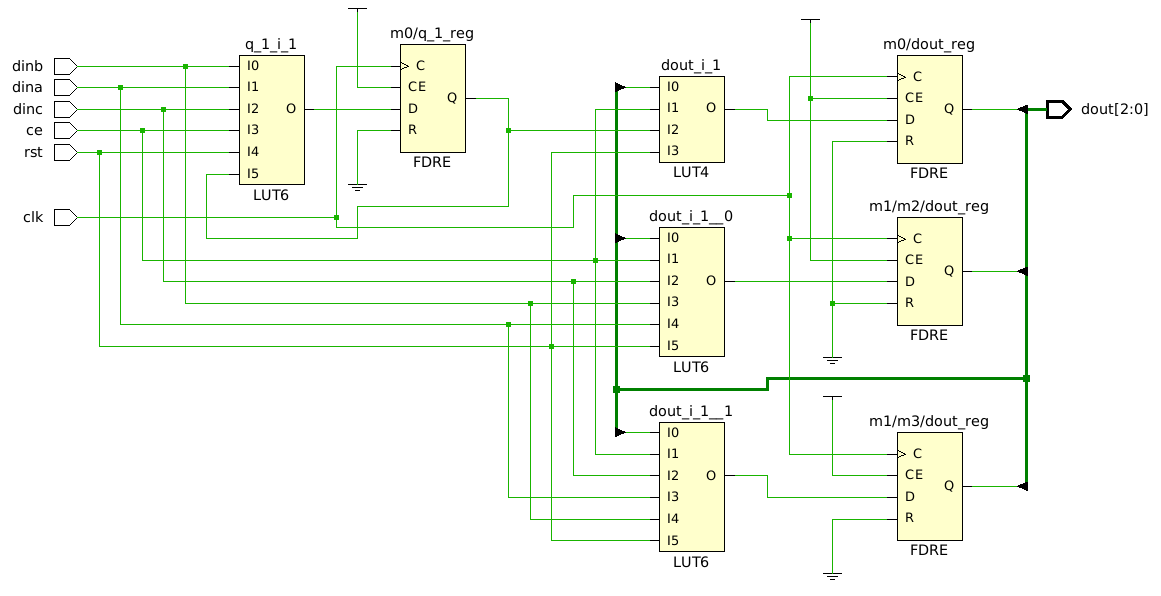 dinb
dina
dinc
ce
rst
clk
q_1_i_1
I0
I1
I2
I3
I4
I5
O
LUT6
m0/q_1_reg
C
CE
D
R
Q
FDRE
dout_i_1
I0
I1
I2
I3
O
LUT4
dout_i_1__0
I0
I1
I2
I3
I4
I5
O
LUT6
dout_i_1__1
I0
I1
I2
I3
I4
I5
O
LUT6
m0/dout_reg
C
CE
D
R
Q
FDRE
m1/m2/dout_reg
C
CE
D
R
Q
FDRE
m1/m3/dout_reg
C
CE
D
R
Q
FDRE
dout[2:0]